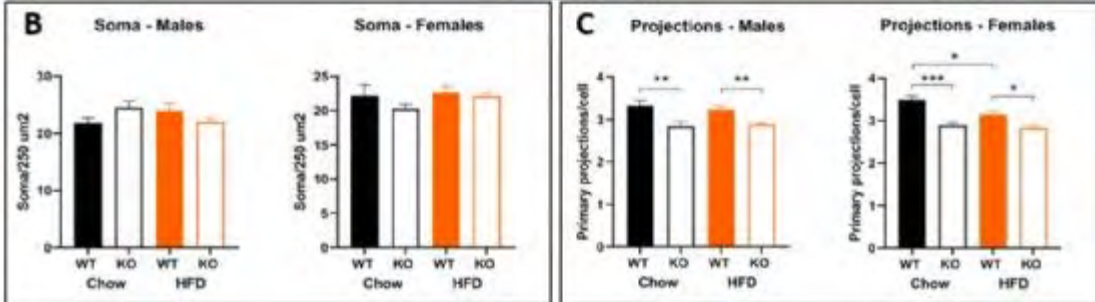 B
Soma - Males
Soma/250 um2
30
20
10
0
WT KO WT KO
Chow HFD
Soma - Females
Soma/250 um2
25
20
15
10
5
0
WT KO WT KO
Chow HFD
C
Projections - Males
Primary projections/cell
4
3
2
1
0
** **
WT KO WT KO
Chow HFD
Projections - Females
Primary projections/cell
4
3
2
1
0
*
***
*
WT KO WT KO
Chow HFD